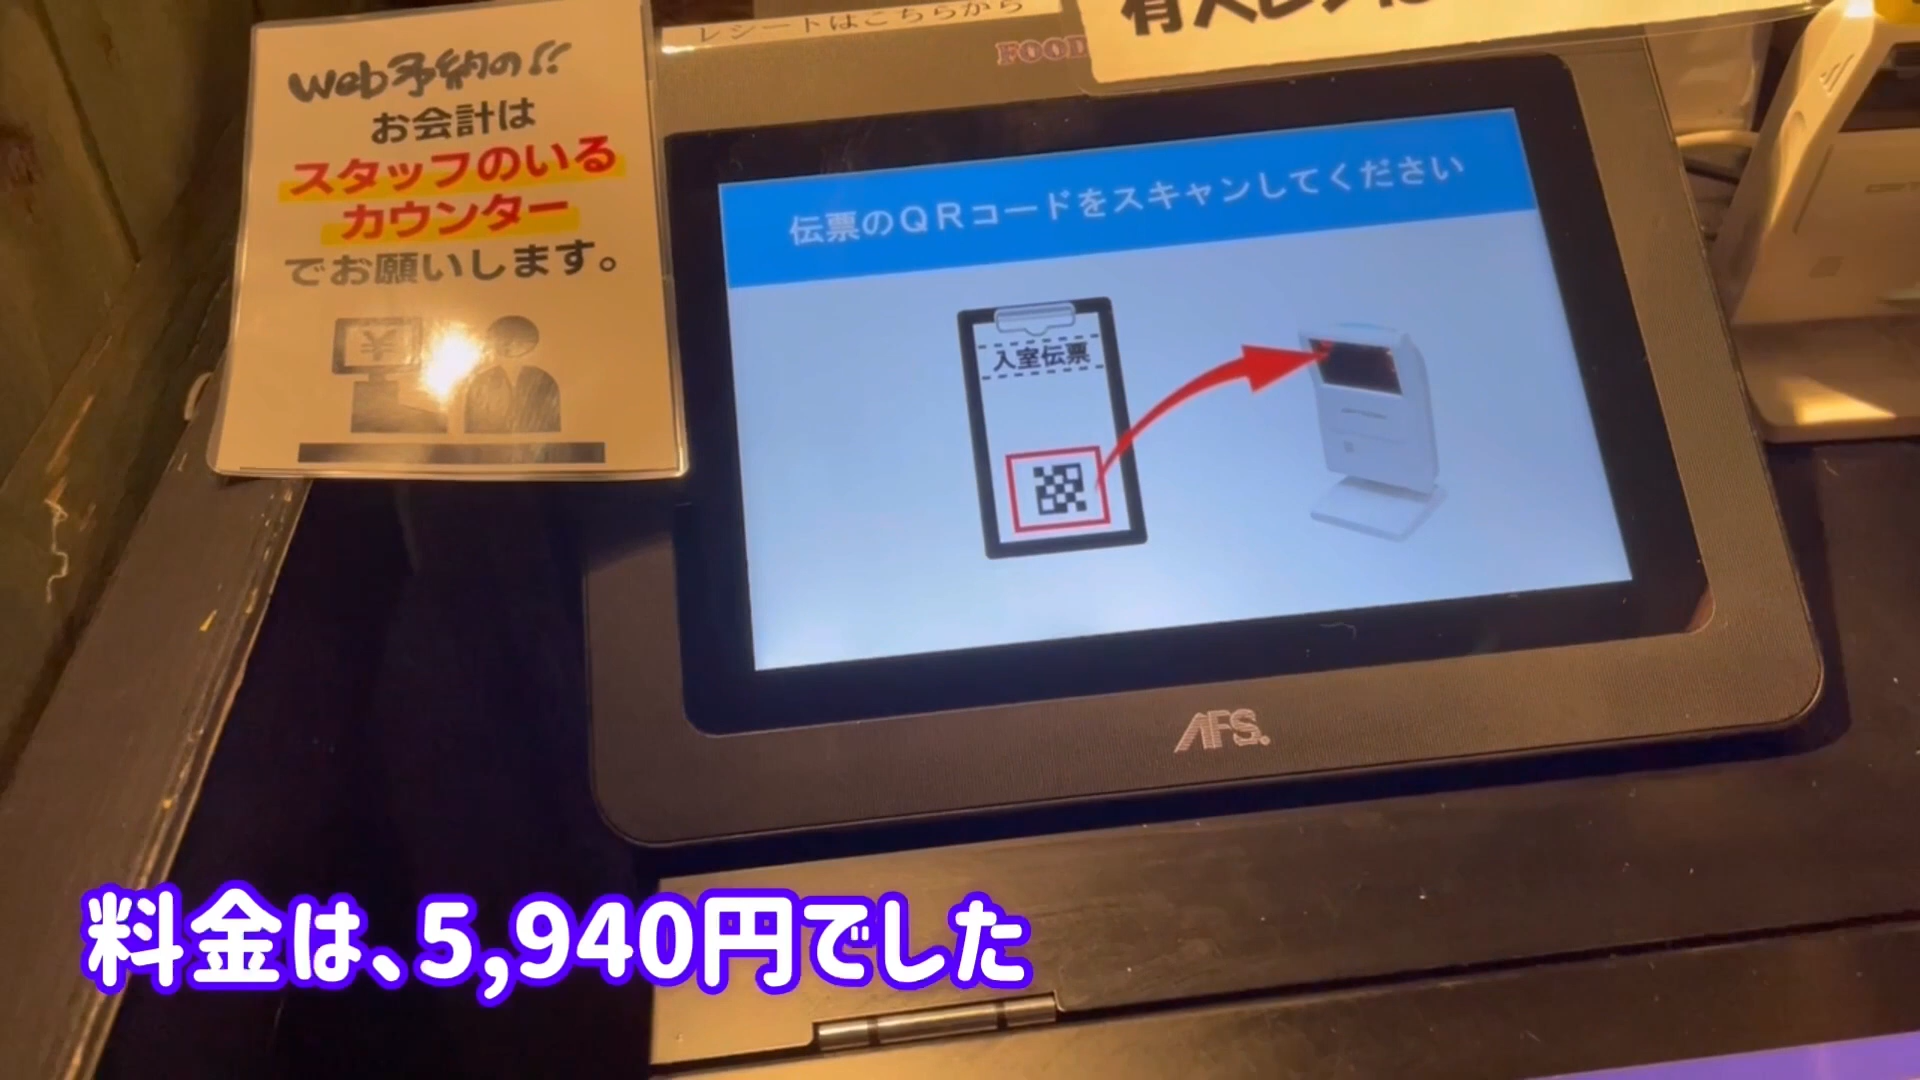 レシートはこちらから
FOOD
Web予約の!!
お会計は
スタッフのいる
カウンター
でお願いします。
伝票のQRコードをスキャンしてください
入室伝票
AFS.
料金は、5,940円でした